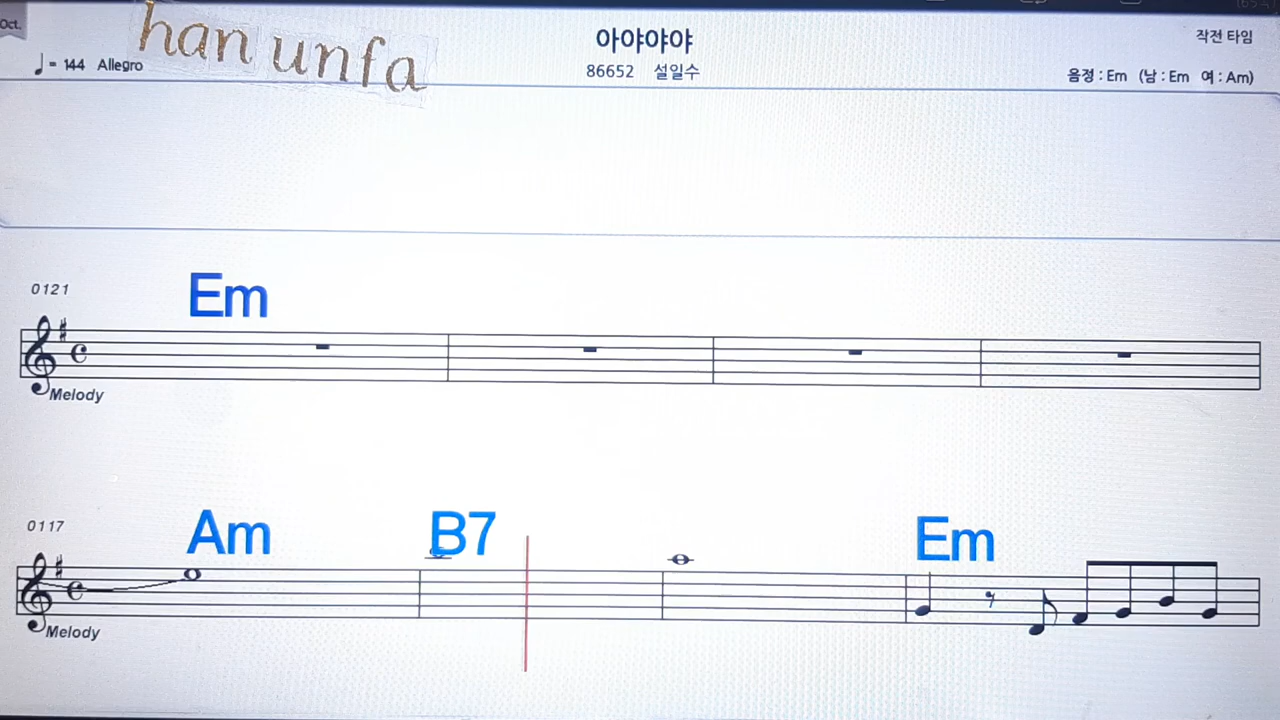 Oct.
han unfa
아야야야
작전 타임
= 144 Allegro
86652 설일수
음정 : Em (남 : Em 여 : Am)
0121
Em
Melody
0117
Am B7 Em
Melody